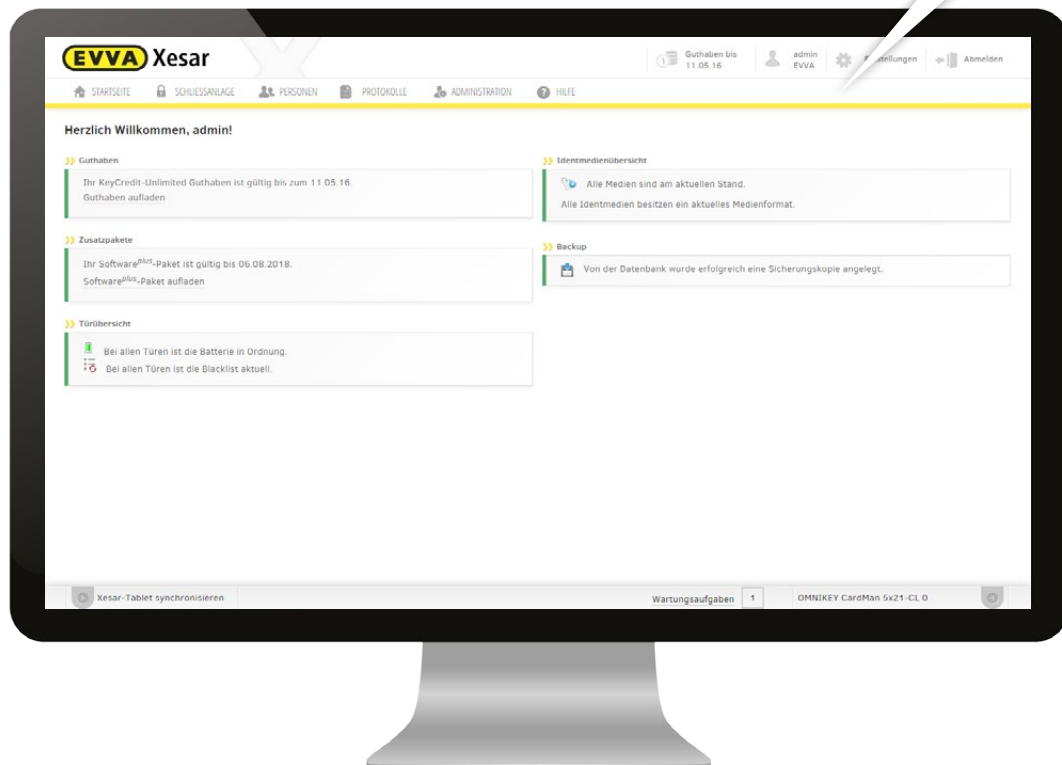 EVVA Xesar
Guthaben bis
11.05.16
admin
EVVA
Abmelden
STARTSEITE SCHLIESSANLAGE PERSONEN PROTOKOLLE ADMINISTRATION HILFE
Herzlich Willkommen, admin!
Guthaben
Ihr KeyCredit-Unlimited Guthaben ist gültig bis zum 11.05.16.
Guthaben aufladen
Zusatzpakete
Ihr Softwareplus-Paket ist gültig bis 06.08.2018.
Softwareplus-Paket aufladen
Türübersicht
Bei allen Türen ist die Batterie in Ordnung.
Bei allen Türen ist die Blacklist aktuell.
Identmedienübersicht
Alle Medien sind am aktuellen Stand.
Alle Identmedien besitzen ein aktuelles Medienformat.
Backup
Von der Datenbank wurde erfolgreich eine Sicherungskopie angelegt.
Xesar-Tablet synchronisieren
Wartungsaufgaben 1
OMNIKEY CardMan 5x21-CL 0